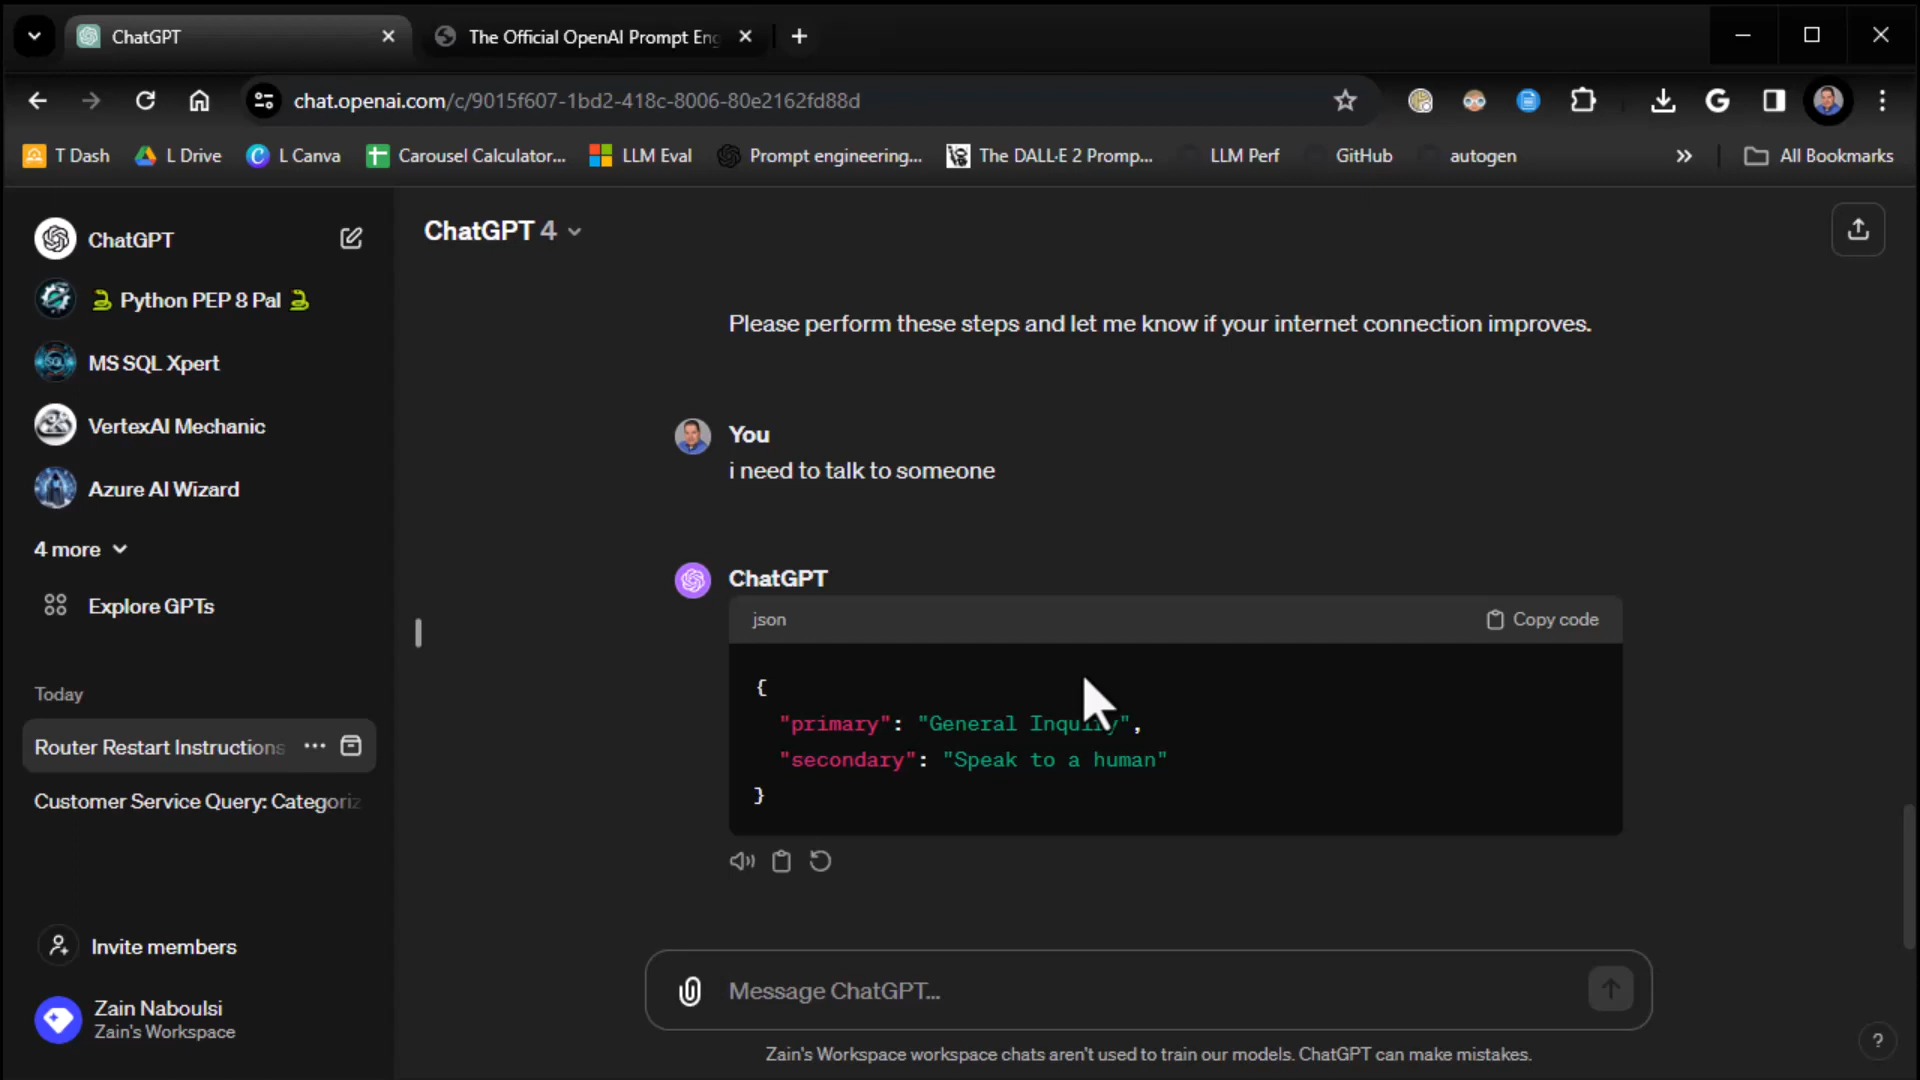 ChatGPT
The Official OpenAI Prompt Eng
chat.openai.com/c/9015f607-1bd2-418c-8006-80e2162fd88d
T Dash
L Drive
L Canva
Carousel Calculator...
LLM Eval
Prompt engineering...
The DALL·E 2 Promp...
LLM Perf
GitHub
autogen
All Bookmarks
ChatGPT
Python PEP 8 Pal
MS SQL Xpert
VertexAI Mechanic
Azure AI Wizard
4 more
Explore GPTs
Today
Router Restart Instructions
Customer Service Query: Categoriz
Invite members
Zain Naboulsi
Zain's Workspace
ChatGPT 4
Please perform these steps and let me know if your internet connection improves.
You
i need to talk to someone
ChatGPT
json
Copy code
{
"primary": "General Inquiry",
"secondary": "Speak to a human"
}
Message ChatGPT...
Zain's Workspace workspace chats aren't used to train our models. ChatGPT can make mistakes.
?